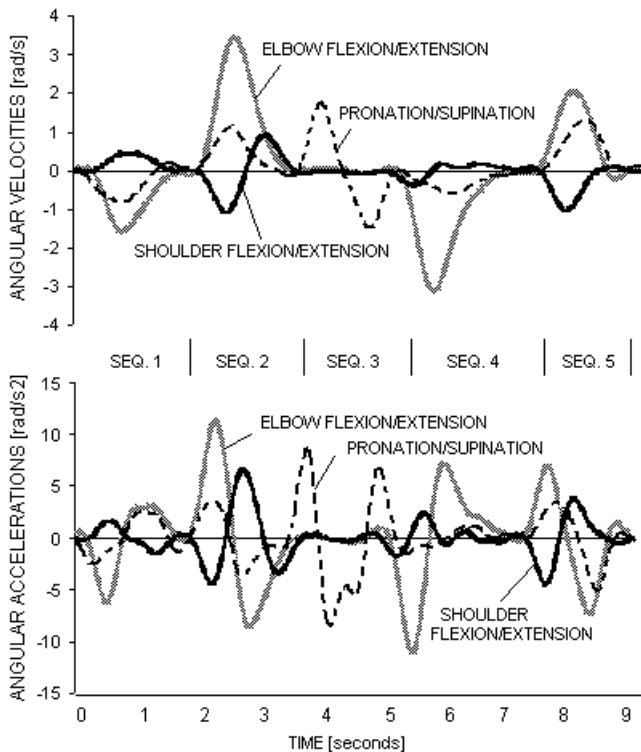 ANGULAR VELOCITIES [rad/s]
4
3
2
1
0
-1
-2
-3
-4
ELBOW FLEXION/EXTENSION
PRONATION/SUPINATION
SHOULDER FLEXION/EXTENSION
SEQ. 1
SEQ. 2
SEQ. 3
SEQ. 4
SEQ. 5
ANGULAR ACCELERATIONS [rad/s2]
15
10
5
0
-5
-10
-15
ELBOW FLEXION/EXTENSION
PRONATION/SUPINATION
SHOULDER
FLEXION/EXTENSION
0 1 2 3 4 5 6 7 8 9
TIME [seconds]